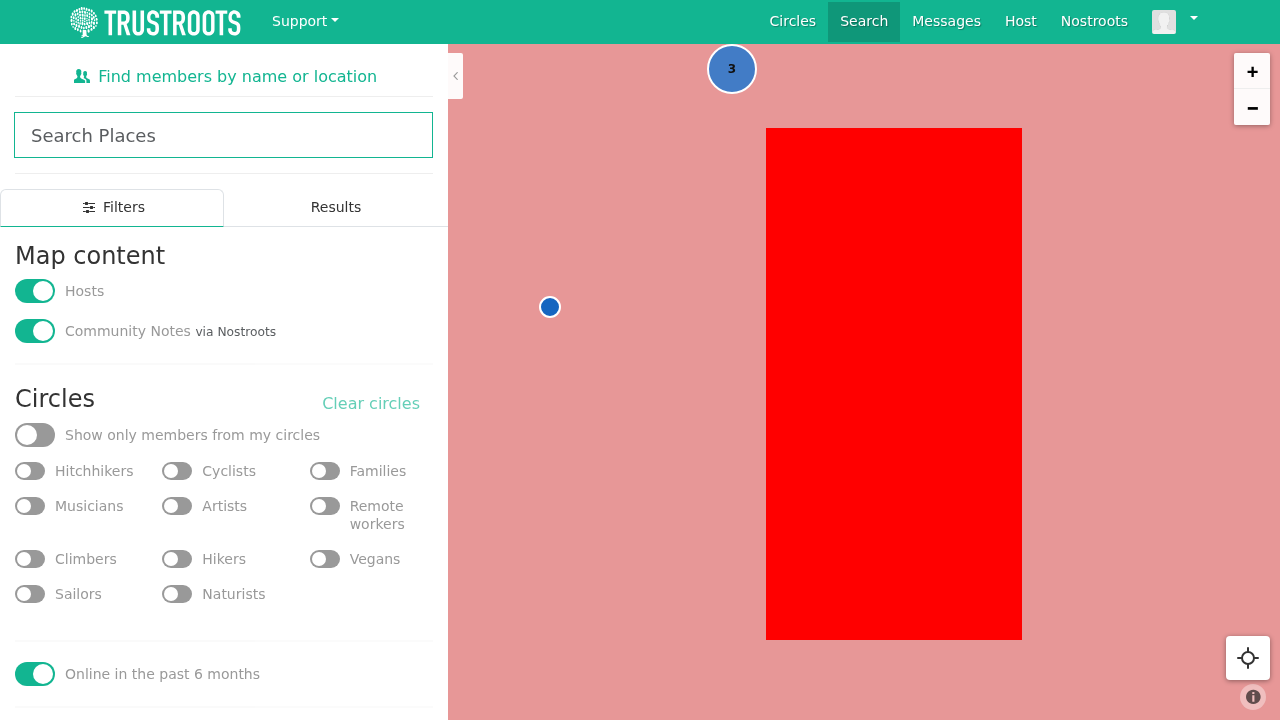 TRUSTROOTS
Support
Circles
Search
Messages
Host
Nostroots
Find members by name or location
Search Places
Filters
Results
Map content
Hosts
Community Notes via Nostroots
Circles
Clear circles
Show only members from my circles
Hitchhikers
Cyclists
Families
Musicians
Artists
Remote
workers
Climbers
Hikers
Vegans
Sailors
Naturists
Online in the past 6 months
3
+
−